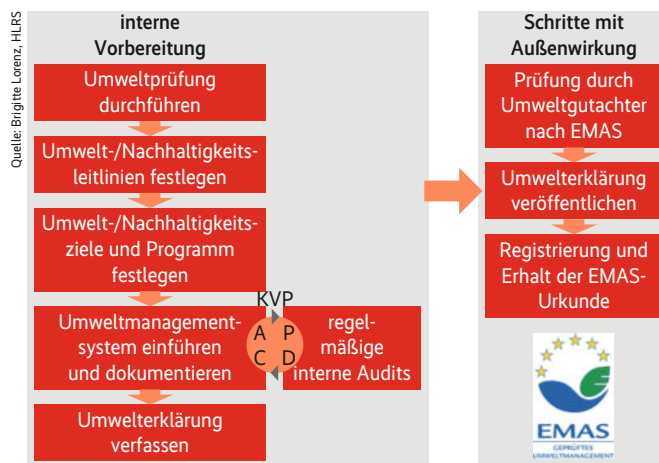 Quelle: Brigitte Lorenz, HLRS
interne
Vorbereitung
Umweltprüfung
durchführen
Umwelt-/Nachhaltigkeits-
leitlinien festlegen
Umwelt-/Nachhaltigkeits-
ziele und Programm
festlegen
Umweltmanagement-
system einführen
und dokumentieren
KVP
A P
C D
regel-
mäßige
interne Audits
Umwelterklärung
verfassen
Schritte mit
Außenwirkung
Prüfung durch
Umweltgutachter
nach EMAS
Umwelterklärung
veröffentlichen
Registrierung und
Erhalt der EMAS-
Urkunde
EMAS
GEPRÜFTES
UMWELTMANAGEMENT